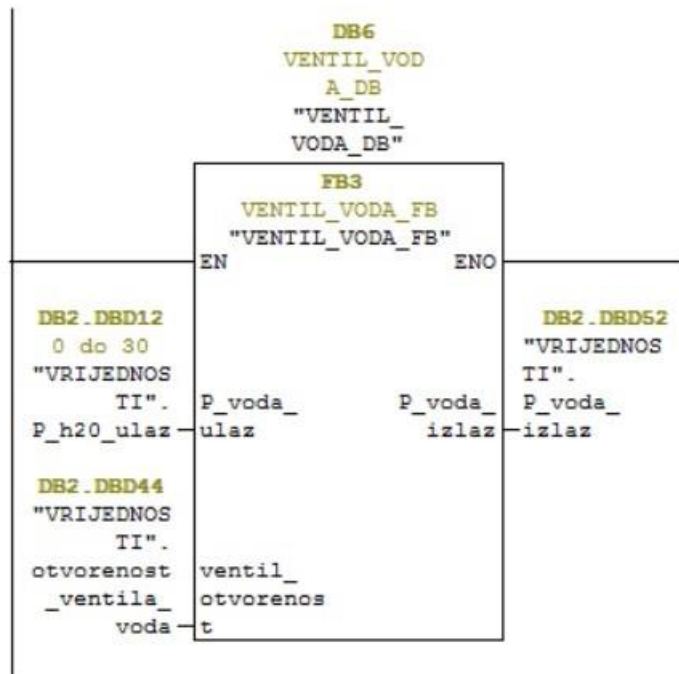 DB6
VENTIL_VOD
A_DB
"VENTIL_
VODA_DB"
FB3
VENTIL_VODA_FB
"VENTIL_VODA_FB"
EN ENO
DB2.DBD12
0 do 30
"VRIJEDNOS
TI".
P_h20_ulaz
P_voda_
ulaz
P_voda_
izlaz
DB2.DBD52
"VRIJEDNOS
TI".
P_voda_
izlaz
DB2.DBD44
"VRIJEDNOS
TI".
otvorenost
_ventila_
voda
ventil_
otvorenos
t